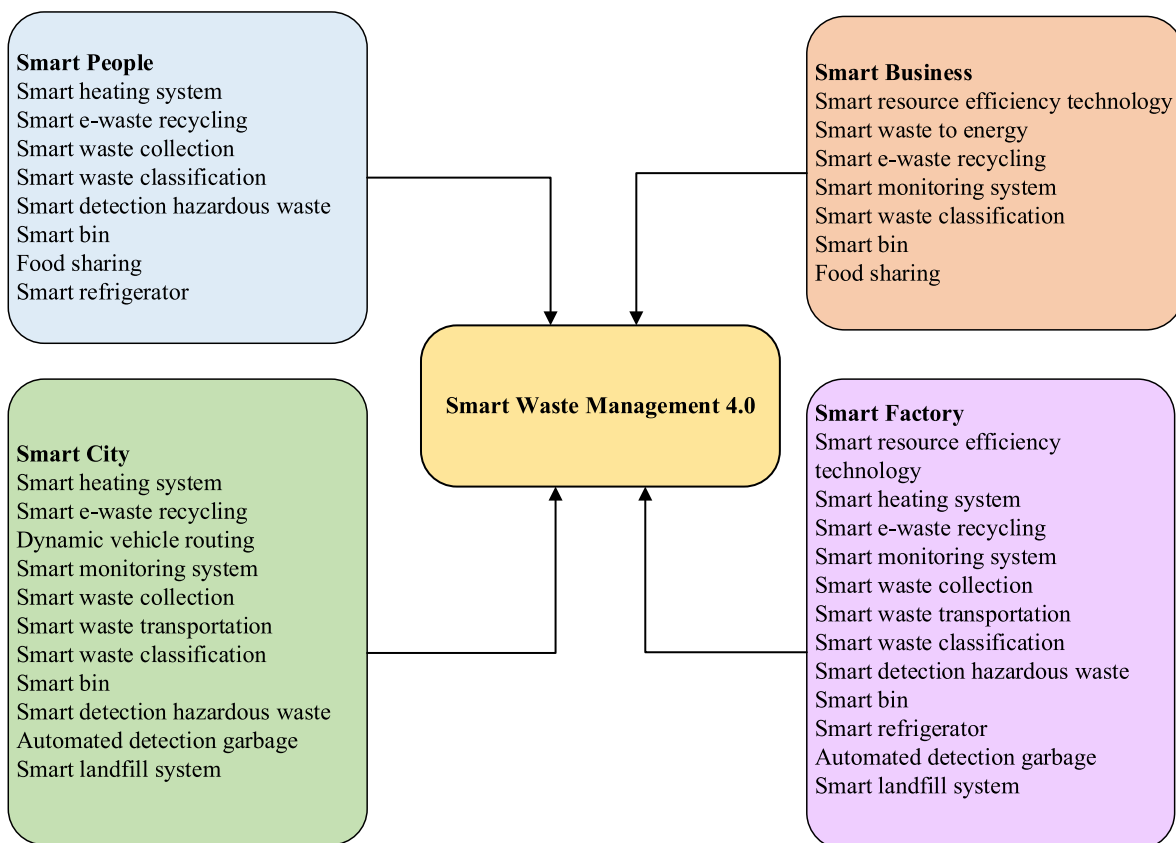 Smart People
Smart heating system
Smart e-waste recycling
Smart waste collection
Smart waste classification
Smart detection hazardous waste
Smart bin
Food sharing
Smart refrigerator
Smart Business
Smart resource efficiency technology
Smart waste to energy
Smart e-waste recycling
Smart monitoring system
Smart waste classification
Smart bin
Food sharing
Smart Waste Management 4.0
Smart City
Smart heating system
Smart e-waste recycling
Dynamic vehicle routing
Smart monitoring system
Smart waste collection
Smart waste transportation
Smart waste classification
Smart bin
Smart detection hazardous waste
Automated detection garbage
Smart landfill system
Smart Factory
Smart resource efficiency
technology
Smart heating system
Smart e-waste recycling
Smart monitoring system
Smart waste collection
Smart waste transportation
Smart waste classification
Smart detection hazardous waste
Smart bin
Smart refrigerator
Automated detection garbage
Smart landfill system